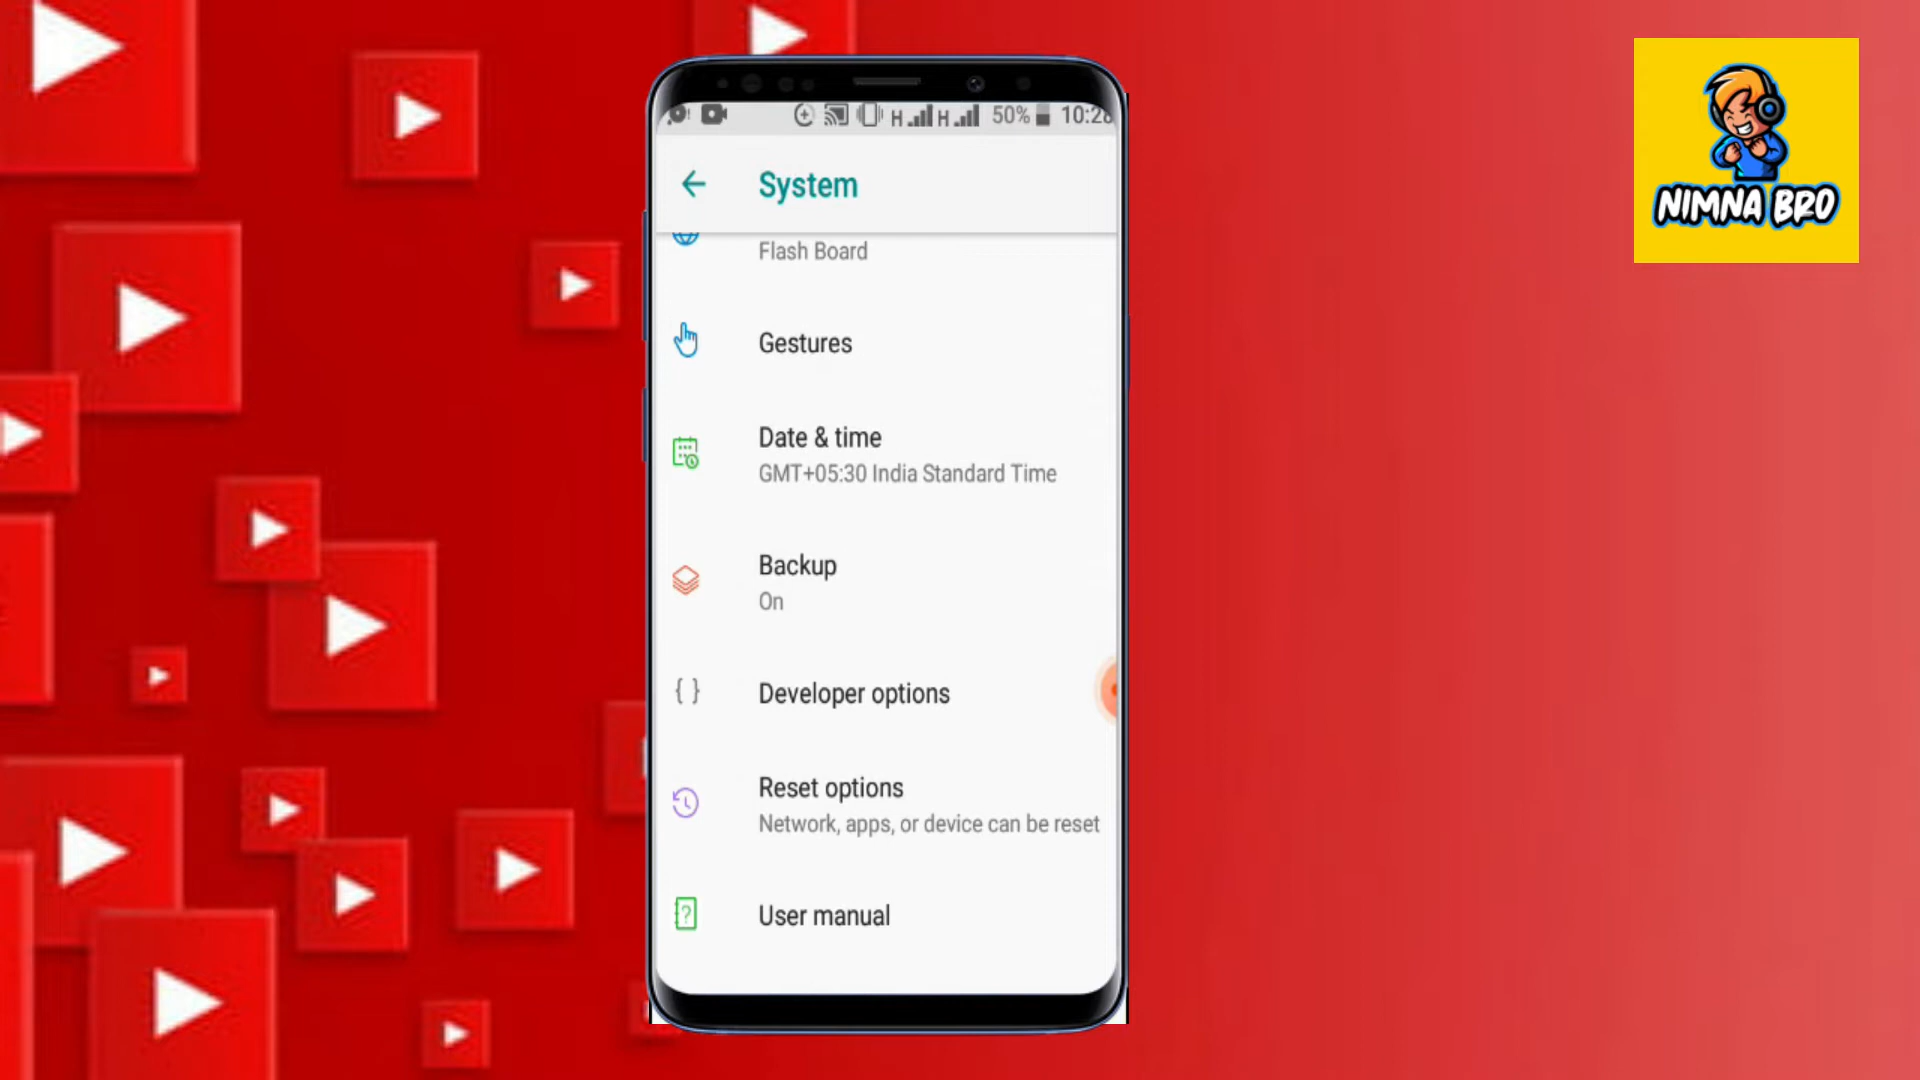 H H 50% 10:28
System
Flash Board
Gestures
Date & time
GMT+05:30 India Standard Time
Backup
On
Developer options
Reset options
Network, apps, or device can be reset
User manual
NIMNA BRO